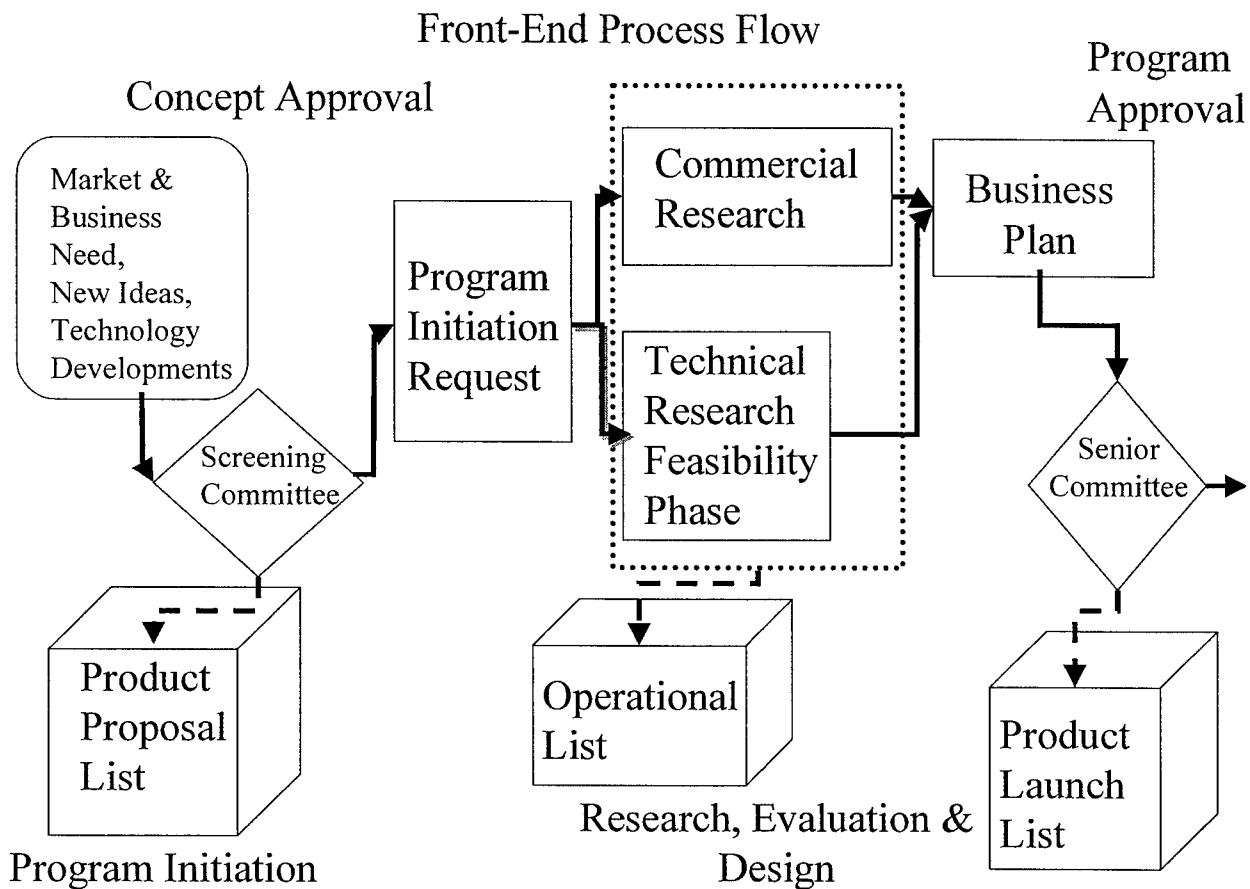 Front-End Process Flow
Concept Approval
Program
Approval
Market &
Business
Need,
New Ideas,
Technology
Developments
Screening
Committee
Program
Initiation
Request
Commercial
Research
Technical
Research
Feasibility
Phase
Business
Plan
Senior
Committee
Product
Proposal
List
Operational
List
Product
Launch
List
Program Initiation
Research, Evaluation &
Design